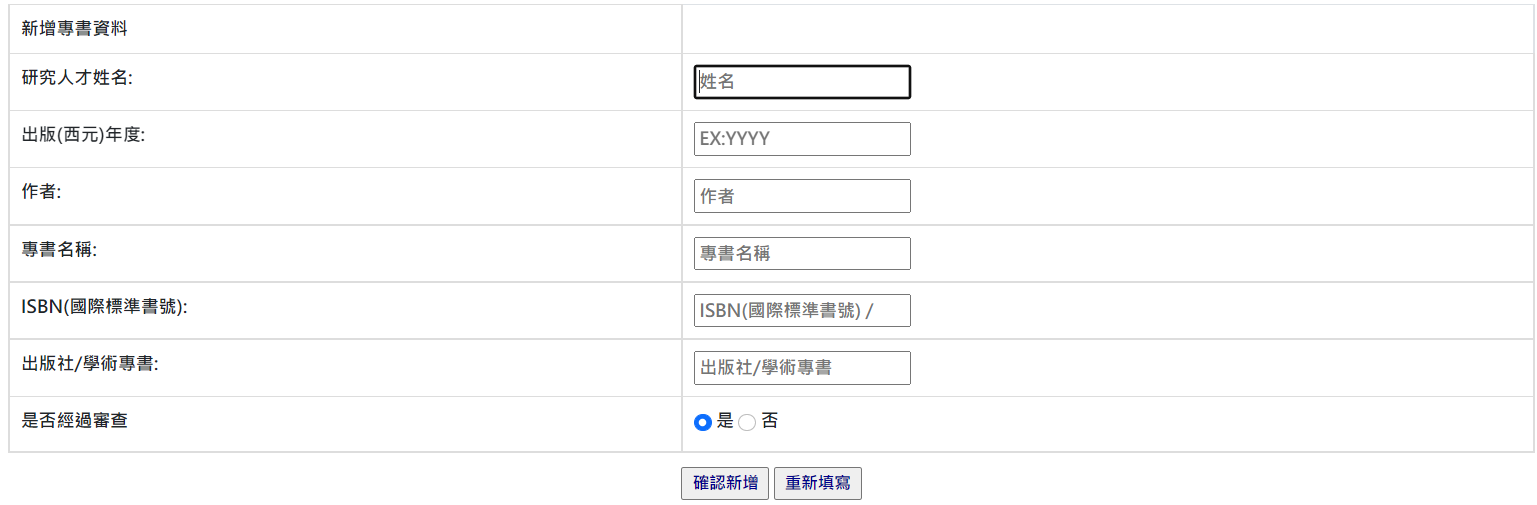 新增專書資料
研究人才姓名:
姓名
出版(西元)年度:
EX:YYYY
作者:
作者
專書名稱:
專書名稱
ISBN(國際標準書號):
ISBN(國際標準書號) /
出版社/學術專書:
出版社/學術專書
是否經過審查
是 否
確認新增 重新填寫